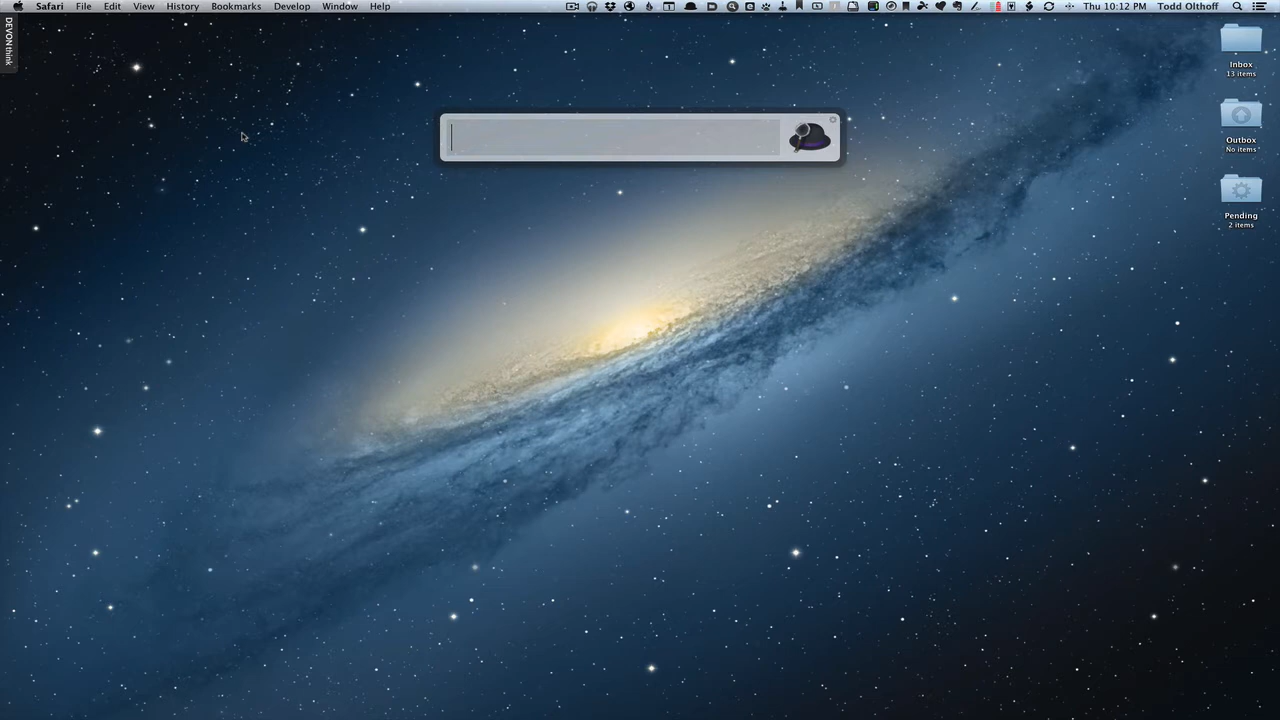 Safari File Edit View History Bookmarks Develop Window Help Thu 10:12 PM Todd Olthoff
DEVONthink
Inbox
13 items
Outbox
No items
Pending
2 items